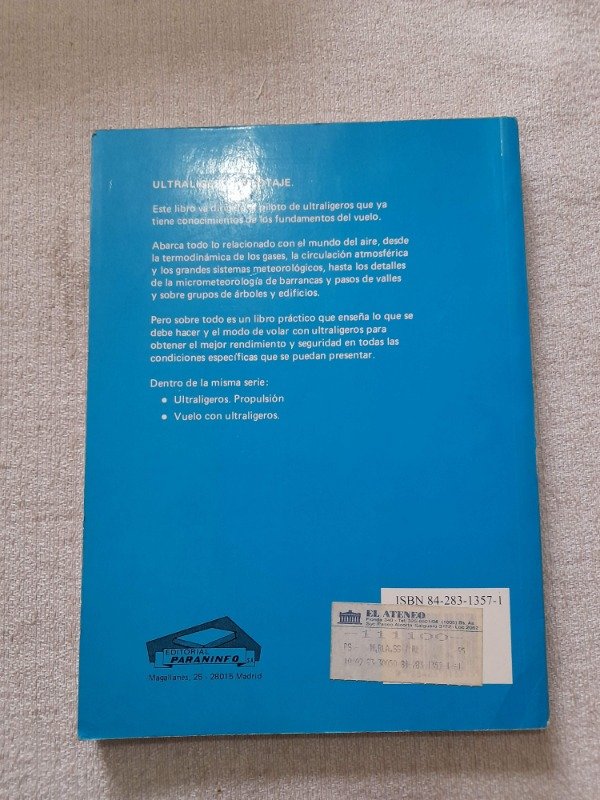 ULTRALIGEROS. PILOTAJE.
Este libro va dirigido al piloto de ultraligeros que ya
tiene conocimientos de los fundamentos del vuelo.
Abarca todo lo relacionado con el mundo del aire, desde
la termodinámica de los gases, la circulación atmosférica
y los grandes sistemas meteorológicos, hasta los detalles
de la micrometeorología de barrancas y pasos de valles
y sobre grupos de árboles y edificios.
Pero sobre todo es un libro práctico que enseña lo que se
debe hacer y el modo de volar con ultraligeros para
obtener el mejor rendimiento y seguridad en todas las
condiciones específicas que se puedan presentar.
Dentro de la misma serie:
● Ultraligeros. Propulsión
● Vuelo con ultraligeros.
ISBN 84-283-1357-1
EL ATENEO
Florida 340 - Tel.
111100
EDITORIAL
PARANINFO S.A.
Magallanes, 25 - 28015 Madrid